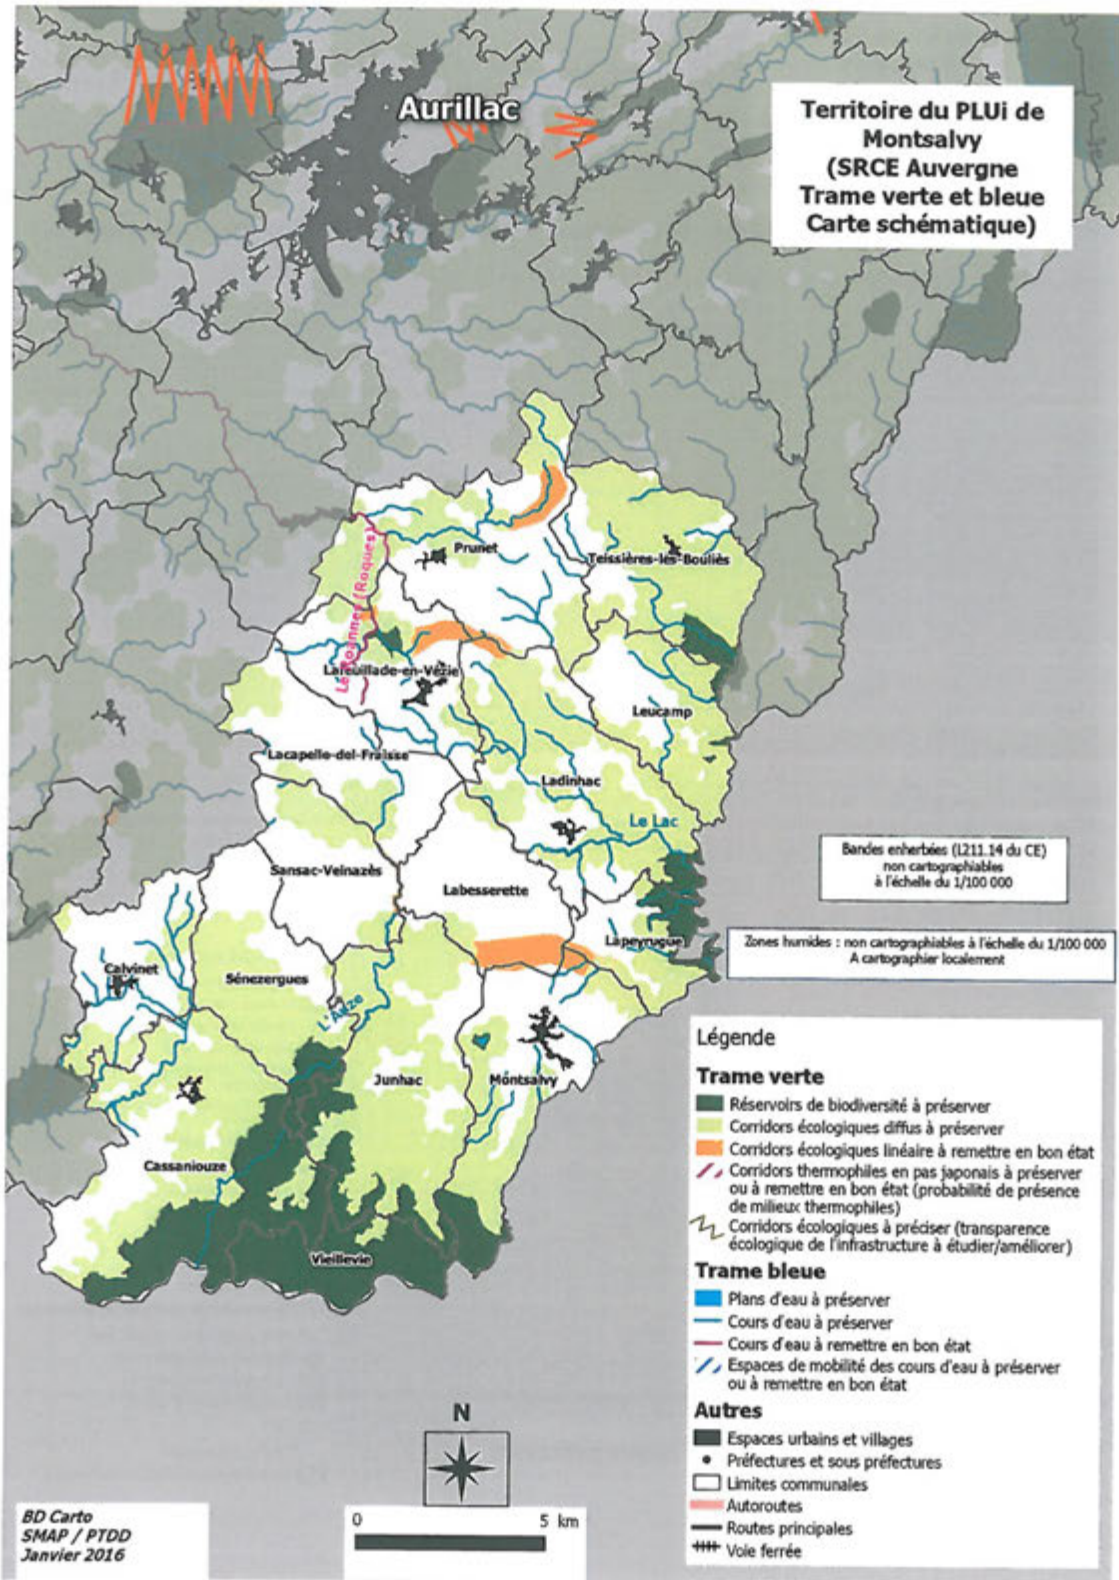 Aurillac
Territoire du PLUi de
Montsalvy
(SRCE Auvergne
Trame verte et bleue
Carte schématique)
Prunet
Teissières-lès-Bouliès
(Roques)
Lafeuillade-en-Vézie
Leucamp
Lacapelle-del-Fraisse
Ladinhac
Le Lac
Bandes enherbées (L211.14 du CE)
non cartographiables
à l'échelle du 1/100 000
Sansac-Veinazès
Labesserette
Lapeyrugue
Zones humides : non cartographiables à l'échelle du 1/100 000
A cartographier localement
Calvinet
Sénezergues
L'Auze
Junhac
Montsalvy
Cassaniouze
Vieillevie
Légende
Trame verte
Réservoirs de biodiversité à préserver
Corridors écologiques diffus à préserver
Corridors écologiques linéaire à remettre en bon état
Corridors thermophiles en pas japonais à préserver
ou à remettre en bon état (probabilité de présence
de milieux thermophiles)
Corridors écologiques à préciser (transparence
écologique de l'infrastructure à étudier/améliorer)
Trame bleue
Plans d'eau à préserver
Cours d'eau à préserver
Cours d'eau à remettre en bon état
Espaces de mobilité des cours d'eau à préserver
ou à remettre en bon état
Autres
Espaces urbains et villages
Préfectures et sous préfectures
Limites communales
Autoroutes
Routes principales
Voie ferrée
N
0 5 km
BD Carto
SMAP / PTDD
Janvier 2016